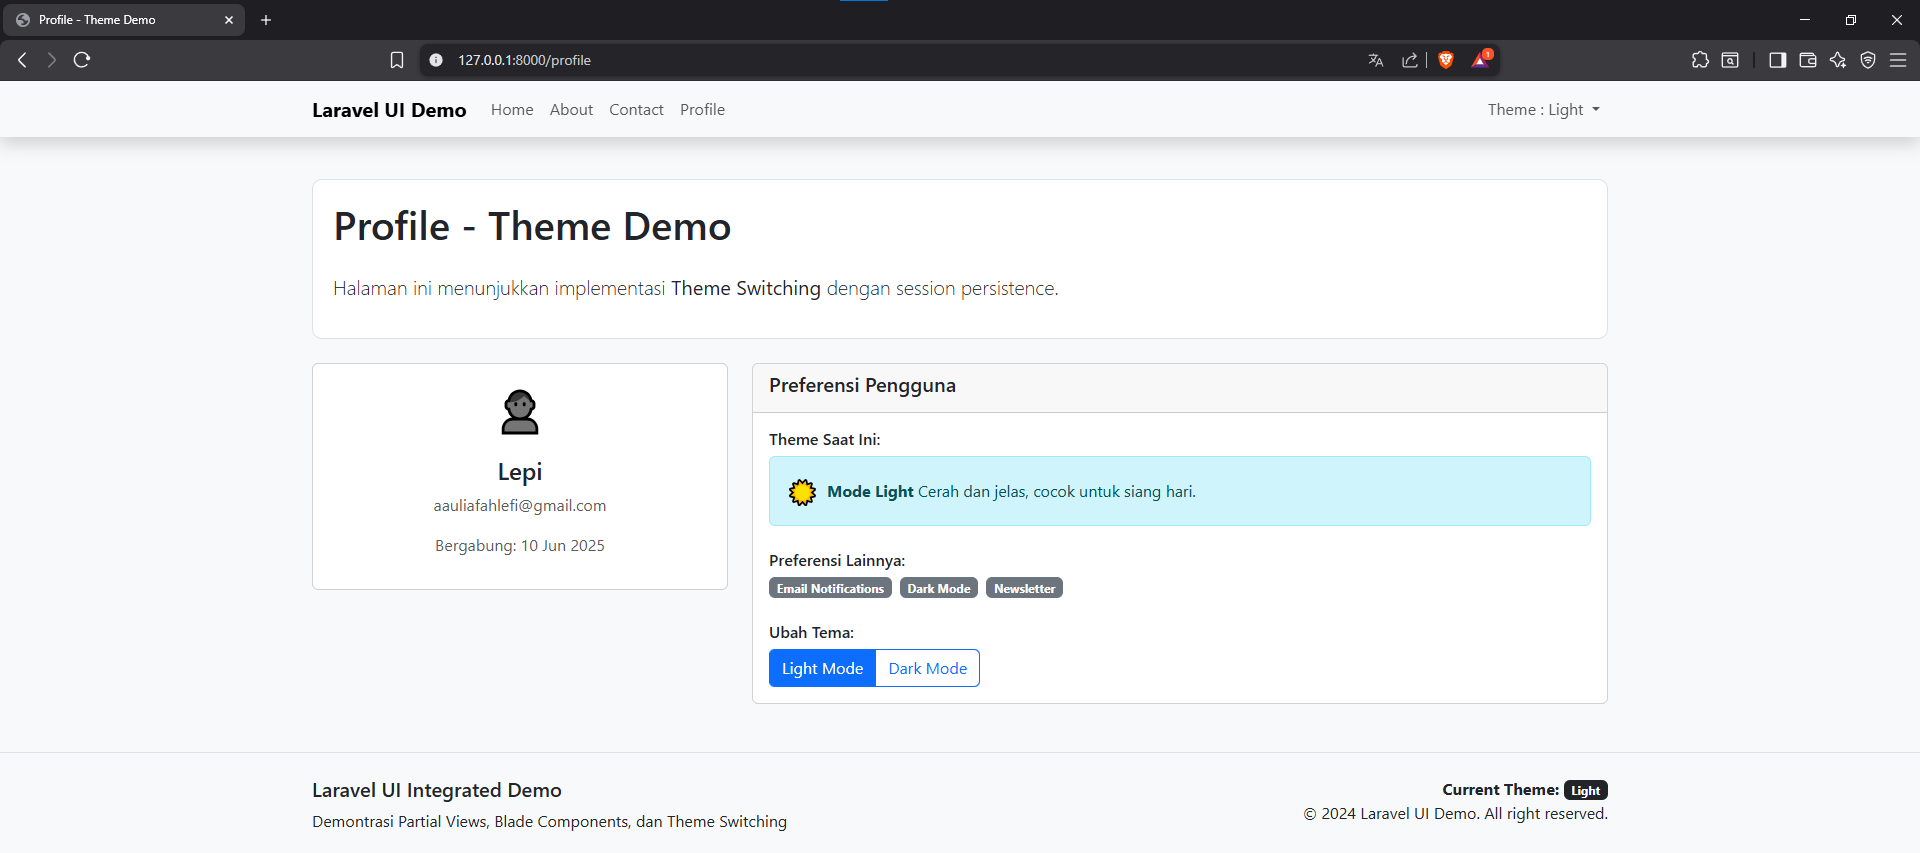 Profile - Theme Demo
127.0.0.1:8000/profile
1
Laravel UI Demo Home About Contact Profile Theme : Light
Profile - Theme Demo
Halaman ini menunjukkan implementasi Theme Switching dengan session persistence.
Lepi
aauliafahlefi@gmail.com
Bergabung: 10 Jun 2025
Preferensi Pengguna
Theme Saat Ini:
Mode Light Cerah dan jelas, cocok untuk siang hari.
Preferensi Lainnya:
Email Notifications Dark Mode Newsletter
Ubah Tema:
Light Mode Dark Mode
Laravel UI Integrated Demo
Demontrasi Partial Views, Blade Components, dan Theme Switching
Current Theme: Light
© 2024 Laravel UI Demo. All right reserved.